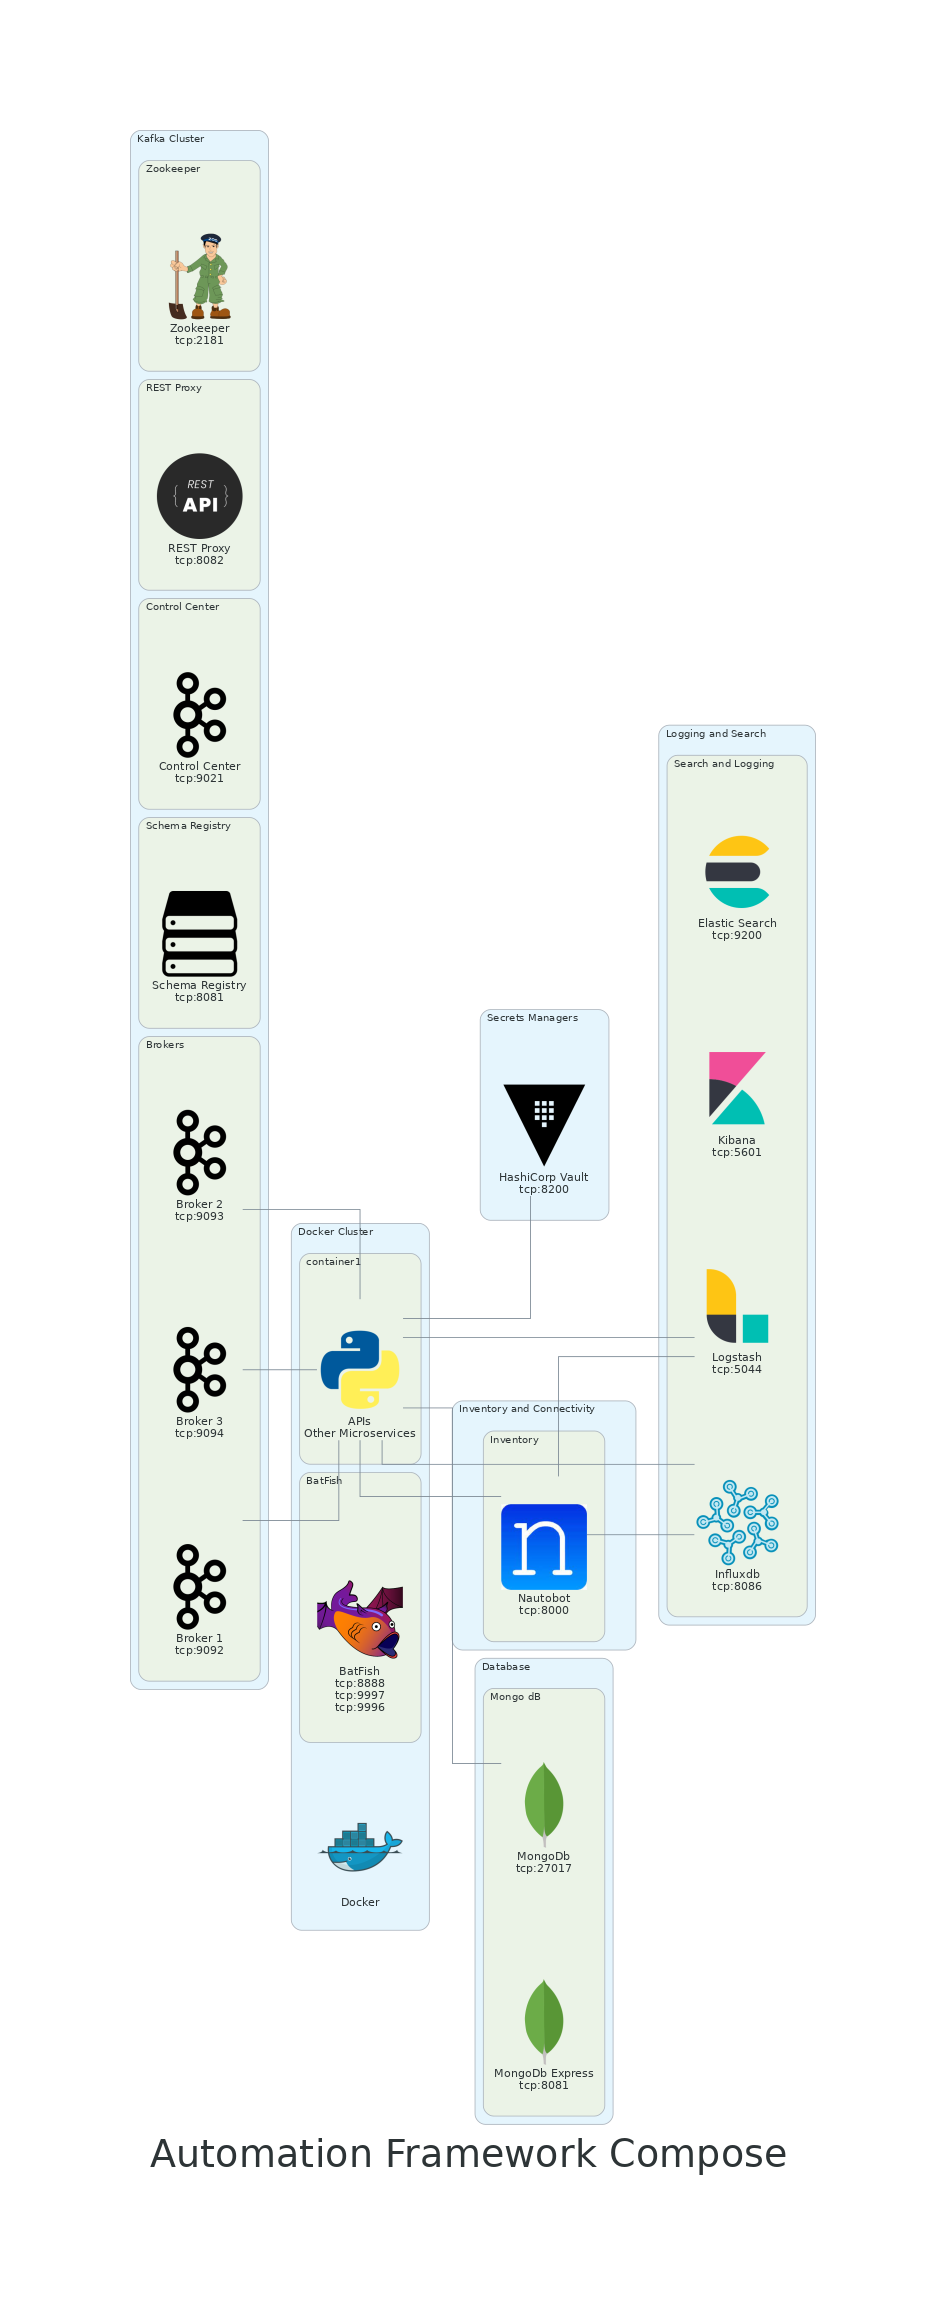 Kafka Cluster
Zookeeper
Zookeeper
tcp:2181
REST Proxy
REST
{ API }
REST Proxy
tcp:8082
Control Center
Control Center
tcp:9021
Schema Registry
Schema Registry
tcp:8081
Brokers
Broker 2
tcp:9093
Broker 3
tcp:9094
Broker 1
tcp:9092
Docker Cluster
container1
APIs
Other Microservices
BatFish
BatFish
tcp:8888
tcp:9997
tcp:9996
Docker
Secrets Managers
HashiCorp Vault
tcp:8200
Inventory and Connectivity
Inventory
n
Nautobot
tcp:8000
Database
Mongo dB
MongoDb
tcp:27017
MongoDb Express
tcp:8081
Logging and Search
Search and Logging
Elastic Search
tcp:9200
Kibana
tcp:5601
Logstash
tcp:5044
Influxdb
tcp:8086
Automation Framework Compose